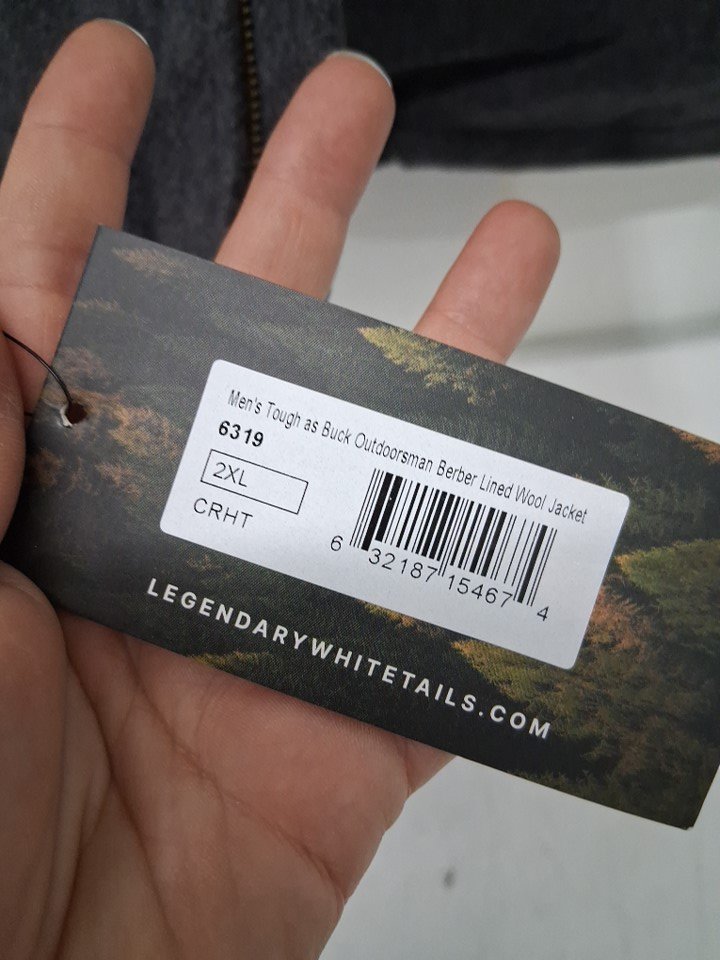 Men's Tough as Buck Outdoorsman Berber Lined Wool Jacket
6319
2XL
CRHT
6 32187 15467 4
LEGENDARYWHITETAILS.COM